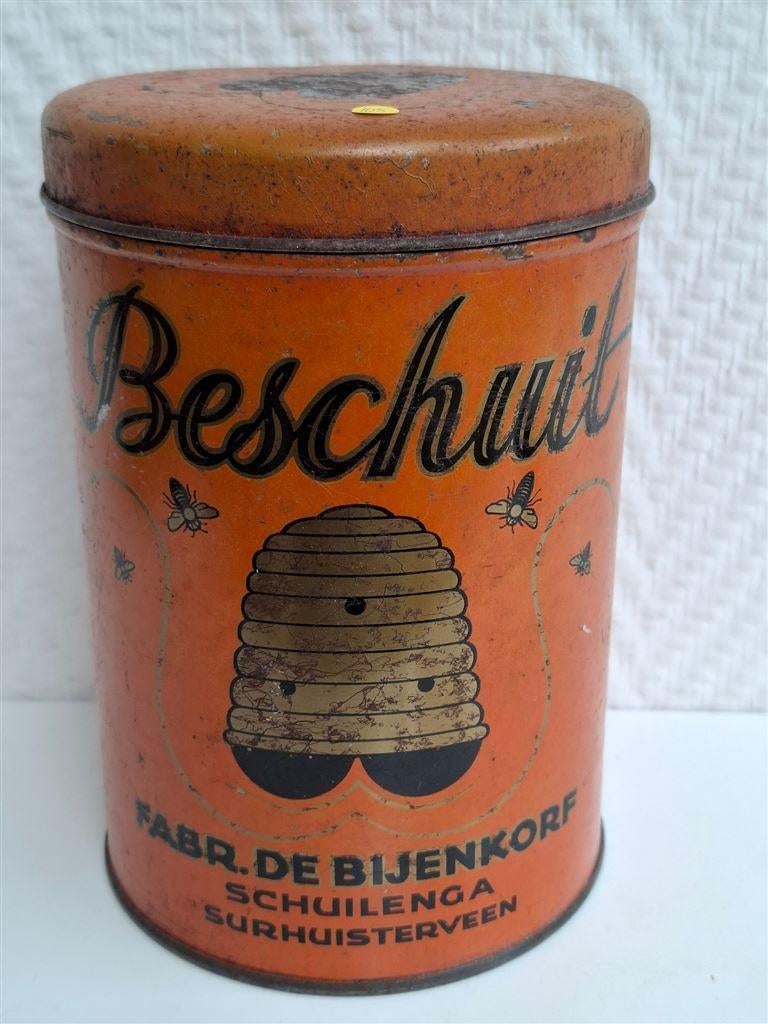 Beschuit
FABR. DE BIJENKORF
SCHUILENGA
SURHUISTERVEEN